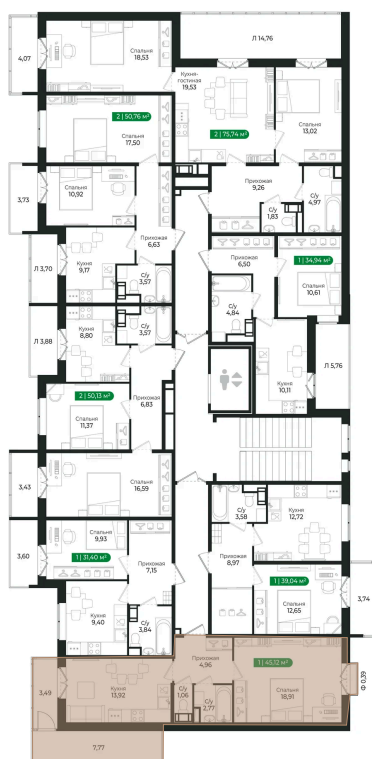 4,07
Спальня
18,53
Л 14,76
Кухня-
гостиная
19,53
2 | 75,74 м²
Спальня
13,02
2 | 50,76 м²
Спальня
17,50
3,73
Спальня
10,92
Прихожая
9,26
С/у
1,83
С/у
4,97
Л 3,70
Кухня
9,17
Прихожая
6,63
С/у
3,57
Прихожая
6,50
1 | 34,94 м²
Спальня
10,61
С/у
4,84
Л 3,88
Кухня
8,80
С/у
3,57
Л 5,76
Кухня
10,11
2 | 50,13 м²
Спальня
11,37
Прихожая
6,83
3,43
Спальня
16,59
С/у
3,58
Кухня
12,72
3,60
Спальня
9,93
1 | 31,40 м²
Прихожая
7,15
Прихожая
8,97
1 | 39,04 м²
Спальня
12,65
3,74
Кухня
9,40
С/у
3,84
3,49
Кухня
13,92
Прихожая
4,96
С/у
1,06
С/у
2,77
1 | 45,12 м²
Спальня
18,91
Ф 0,39
7,77